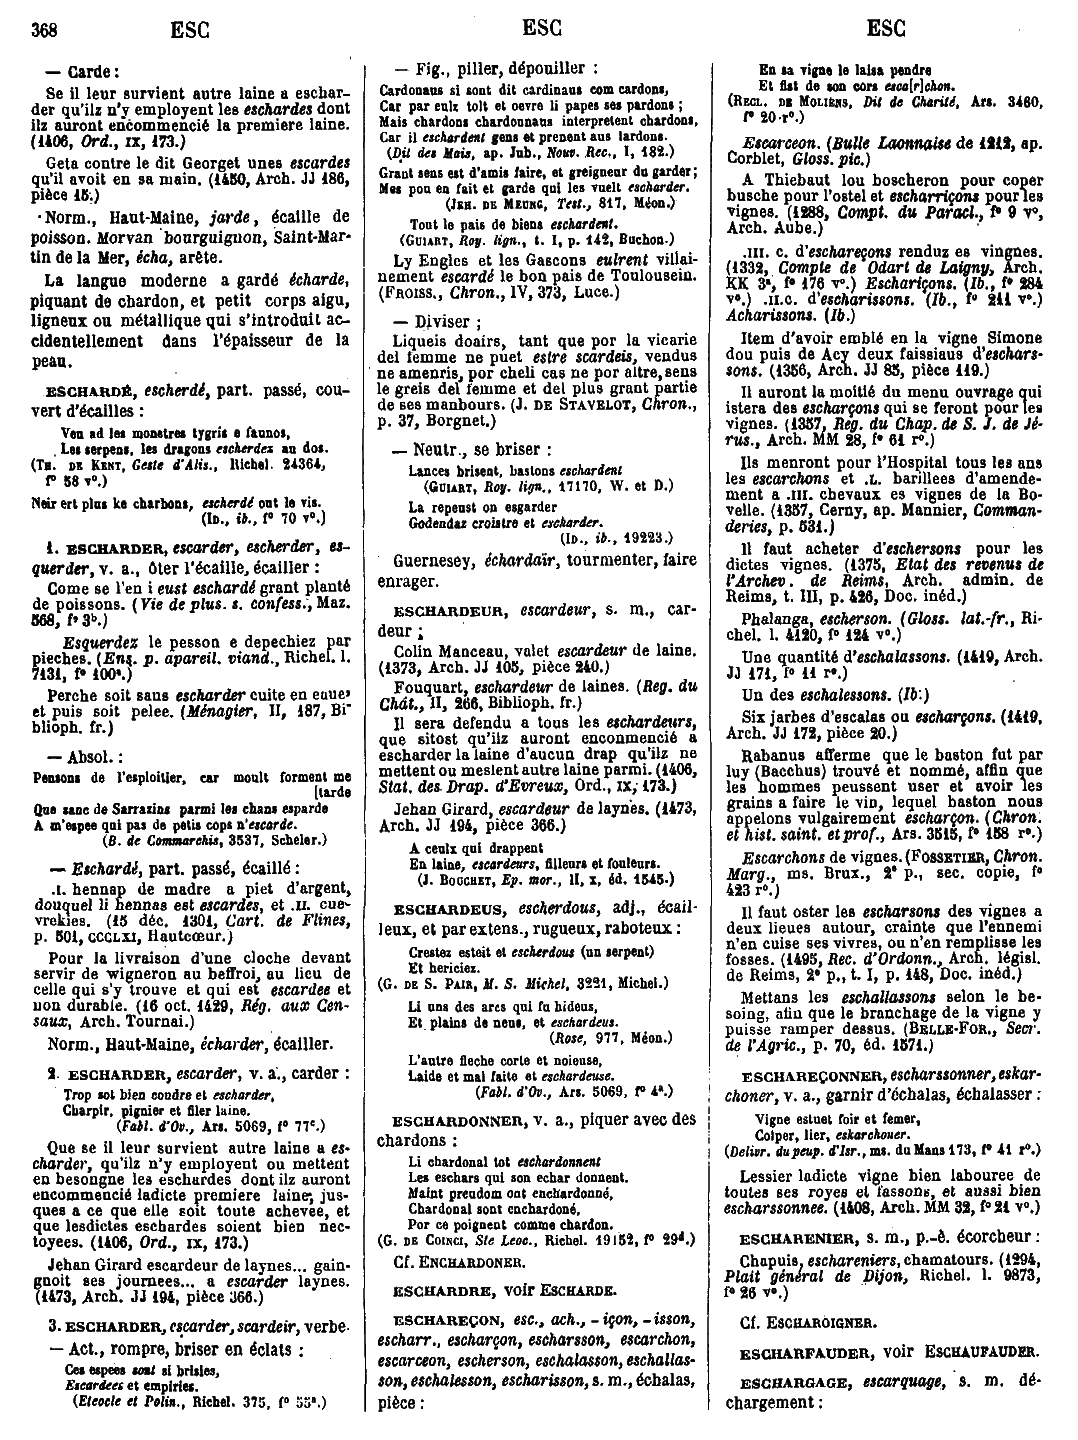 368 ESC ESC ESC
— Carde :
Se il leur survient autre laine a eschar-
der qu'ilz n'y employent les eschardes dont
ilz auront encommencié la premiere laine.
(1406, Ord., IX, 173.)
Geta contre le dit Georget unes escardes
qu'il avoit en sa main. (1450, Arch. JJ 186,
pièce 15.)
Norm., Haut-Maine, jarde, écaille de
poisson. Morvan bourguignon, Saint-Mar-
tin de la Mer, écha, arête.
La langue moderne a gardé écharde,
piquant de chardon, et petit corps aigu,
ligneux ou métallique qui s'introduit ac-
cidentellement dans l'épaisseur de la
peau.
ESCHARDÉ, escherdé, part. passé, cou-
vert d'écailles :
Ven ad les monstres tygris e faunos,
Les serpens, les dragons escherdez au dos.
(TH. DE KENT, Geste d'Alis., Richel. 24364,
f° 58 v°.)
Neir ert plus ke charbons, escherdé ont le vis.
(ID., ib., f° 70 v°.)
1. ESCHARDER, escarder, escherder, es-
querder, v. a., ôter l'écaille, écailler :
Come se l'en i eust eschardé grant planté
de poissons. (Vie de plus. s. confess., Maz.
568, f° 3b.)
Esquerdez le pesson e depechiez par
pieches. (Ens. p. apareil. viand., Richel. l.
7131, f° 100a.)
Perche soit sans escharder cuite en eaue,
et puis soit pelee. (Ménagier, II, 187, Bi-
blioph. fr.)
— Absol. :
Pensons de l'esploitier, car moult forment me
[tarde
Que sanc de Sarrazins parmi les chans esparde
A m'espee qui pas de petis cops n'escarde.
(B. de Commarchis, 3537, Scheler.)
— Eschardé, part. passé, écaillé :
.I. hennap de madre a piet d'argent,
douquel li hennas est escardés, et .II. cue-
vrekies. (15 déc. 1301, Cart. de Flines,
p. 501, CCCLXI, Hautcœur.)
Pour la livraison d'une cloche devant
servir de wigneron au beffroi, au lieu de
celle qui s'y trouve et qui est escardee et
non durable. (16 oct. 1429, Rég. aux Con-
saux, Arch. Tournai.)
Norm., Haut-Maine, écharder, écailler.
2. ESCHARDER, escarder, v. a., carder :
Trop sot bien coudre et escharder,
Charpir, pignier et filer laine.
(Fabl. d'Ov., Ars. 5069, f° 77c.)
Que se il leur survient autre laine a es-
charder, qu'ilz n'y employent ou mettent
en besongne les eschardes dont ilz auront
encommencié ladicte premiere laine, jus-
ques a ce que elle soit toute achevee, et
que lesdictes eschardes soient bien nec-
toyees. (1406, Ord., IX, 173.)
Jehan Girard escardeur de laynes... gain-
gnoit ses journees... a escarder laynes.
(1473, Arch. JJ 194, pièce 366.)
3. ESCHARDER, escarder, scardeir, verbe.
— Act., rompre, briser en éclats :
Ces espees sont si brisies,
Escardees et empiries.
(Eteocle et Polin., Richel. 375, f° 55a.)
— Fig., piller, dépouiller :
Cardonaus si sont dit cardinaus com cardons,
Car par eulz tolt et oevre li papes ses pardons ;
Mais chardons chardonnaus interpretent chardons,
Car il eschardent gens et prenent aus lardons.
(Dit des Mais, ap. Jub., Nouv. Rec., I, 182.)
Grant sens est d'amis faire, et greigneur du garder ;
Mes pou en fait et garde qui les vuelt escharder.
(JEH. DE MEUNG, Test., 817, Méon.)
Tout le pais de biens eschardent.
(GUIART, Roy. lign., t. I, p. 142, Buchon.)
Ly Engles et les Gascons eulrent villai-
nement escardé le bon pais de Toulousein.
(FROISS., Chron., IV, 373, Luce.)
— Diviser ;
Liqueis doairs, tant que por la vicarie
del femme ne puet estre scardeis, vendus
ne amenris, por cheli cas ne por altre, sens
le greis del femme et del plus grant partie
de ses manbours. (J. DE STAVELOT, Chron.,
p. 37, Borgnet.)
— Neutr., se briser :
Lances brisent, bastons eschardent
(GUIART, Roy. lign., 17170, W. et D.)
La repeust on esgarder
Godendaz croistre et escharder.
(ID., ib., 19223.)
Guernesey, échardaïr, tourmenter, faire
enrager.
ESCHARDEUR, escardeur, s. m., car-
deur ;
Colin Manceau, valet escardeur de laine.
(1373, Arch. JJ 105, pièce 240.)
Fouquart, eschardeur de laines. (Reg. du
Chât., II, 266, Biblioph. fr.)
Il sera defendu a tous les eschardeurs,
que sitost qu'ilz auront enconmencié a
escharder la laine d'aucun drap qu'ilz ne
mettent ou meslent autre laine parmi. (1406,
Stat. des Drap. d'Evreux, Ord., IX, 173.)
Jehan Girard, escardeur de laynes. (1473,
Arch. JJ 194, pièce 366.)
A ceulx qui drappent
En laine, escardeurs, filleurs et fouleurs.
(J. BOUCHET, Ep. mor., II, X, éd. 1545.)
ESCHARDEUS, escherdous, adj., écail-
leux, et par extens., rugueux, raboteux :
Crestez esteit et escherdous (un serpent)
Et hericiez.
(G. DE S. PAIR, M. S. Michel, 3221, Michel.)
Li uns des arcs qui fu hideus,
Et plains de neus, et eschardeus.
(Rose, 977, Méon.)
L'autre fleche corte et noieuse,
Laide et mal faite et eschardeuse.
(Fabl. d'Ov., Ars. 5069, f° 4a.)
ESCHARDONNER, v. a., piquer avec des
chardons :
Li chardonal tot eschardonnent
Les eschars qui son echar donnent.
Maint preudom ont enchardonné,
Chardonal sont enchardoné,
Por ce poignent comme chardon.
(G. DE COINCI, Ste Leoc., Richel. 19152, f° 29d.)
Cf. ENCHARDONER.
ESCHARDRE, voir ESCHARDE.
ESCHAREÇON, esc., ach., -içon, -isson,
escharr., escharçon, escharsson, escarchon,
escarceon, escherson, eschalasson, eschallas-
son, eschalesson, escharisson, s. m., échalas,
pièce :
En sa vigne le laisa pendre
Et fist de son cors esca[r]chon.
(RECL. DE MOLIENS, Dit de Charité, Ars. 3460,
f° 20 r°.)
Escarceon. (Bulle Laonnaise de 1212, ap.
Corblet, Gloss. pic.)
A Thiebaut lou boscheron pour coper
busche pour l'ostel et escharriçons pour les
vignes. (1288, Compt. du Paracl., f° 9 v°,
Arch. Aube.)
.III. c. d'eschareçons renduz es vingnes.
(1332, Compte de Odart de Laigny, Arch.
KK 3a, f° 176 v°.) Eschariçons. (Ib., f° 284
v°.) .II.c. d'escharissons. (Ib., f° 211 v°.)
Acharissons. (Ib.)
Item d'avoir emblé en la vigne Simone
dou puis de Acy deux faissiaus d'eschars-
sons. (1356, Arch. JJ 85, pièce 119.)
Il auront la moitié du menu ouvrage qui
istera des escharçons qui se feront pour les
vignes. (1357, Reg. du Chap. de S. J. de Jé-
rus., Arch. MM 28, f° 61 r°.)
Ils menront pour l'Hospital tous les ans
les escarchons et .L. barillees d'amende-
ment a .III. chevaux es vignes de la Bo-
velle. (1357, Cerny, ap. Mannier, Comman-
deries, p. 531.)
Il faut acheter d'eschersons pour les
dictes vignes. (1375, Etat des revenus de
l'Archev. de Reims, Arch. admin. de
Reims, t. III, p. 426, Doc. inéd.)
Phalanga, escherson. (Gloss. lat.-fr., Ri-
chel. l. 4120, f° 124 v°.)
Une quantité d'eschalassons. (1419, Arch.
JJ 171, f° 11 r°.)
Un des eschalessons. (Ib.)
Six jarbes d'escalas ou escharçons. (1419,
Arch. JJ 172, pièce 20.)
Rabanus afferme que le baston fut par
luy (Bacchus) trouvé et nommé, affin que
les hommes peussent user et avoir les
grains a faire le vin, lequel baston nous
appelons vulgairement escharçon. (Chron.
et hist. saint. et prof., Ars. 3515, f° 158 r°.)
Escarchons de vignes. (FOSSETIER, Chron.
Marg., ms. Brux., 2e p., sec. copie, f°
423 r°.)
Il faut oster les escharsons des vignes a
deux lieues autour, crainte que l'ennemi
n'en cuise ses vivres, ou n'en remplisse les
fosses. (1495, Rec. d'Ordonn., Arch. législ.
de Reims, 2e p., t. I, p. 148, Doc. inéd.)
Mettans les eschallassons selon le be-
soing, afin que le branchage de la vigne y
puisse ramper dessus. (BELLE-FOR., Secr.
de l'Agric., p. 70, éd. 1571.)
ESCHAREÇONNER, escharssonner, eskar-
choner, v. a., garnir d'échalas, échalasser :
Vigne estuet foir et femer,
Colper, lier, eskarchouer.
(Delivr. du peup. d'Isr., ms. du Mans 173, f° 41 r°.)
Lessier ladicte vigne bien labouree de
toutes ses royes et fassons, et aussi bien
escharssonnee. (1408, Arch. MM 32, f° 21 v°.)
ESCHARENIER, s. m., p.-ê. écorcheur :
Chapuis, eschareniers, chamatours. (1294,
Plait général de Dijon, Richel. l. 9873,
f° 26 v°.)
Cf. ESCHAROIGNER.
ESCHARFAUDER, voir ESCHAUFAUDER.
ESCHARGAGE, escarquage, s. m. dé-
chargement :